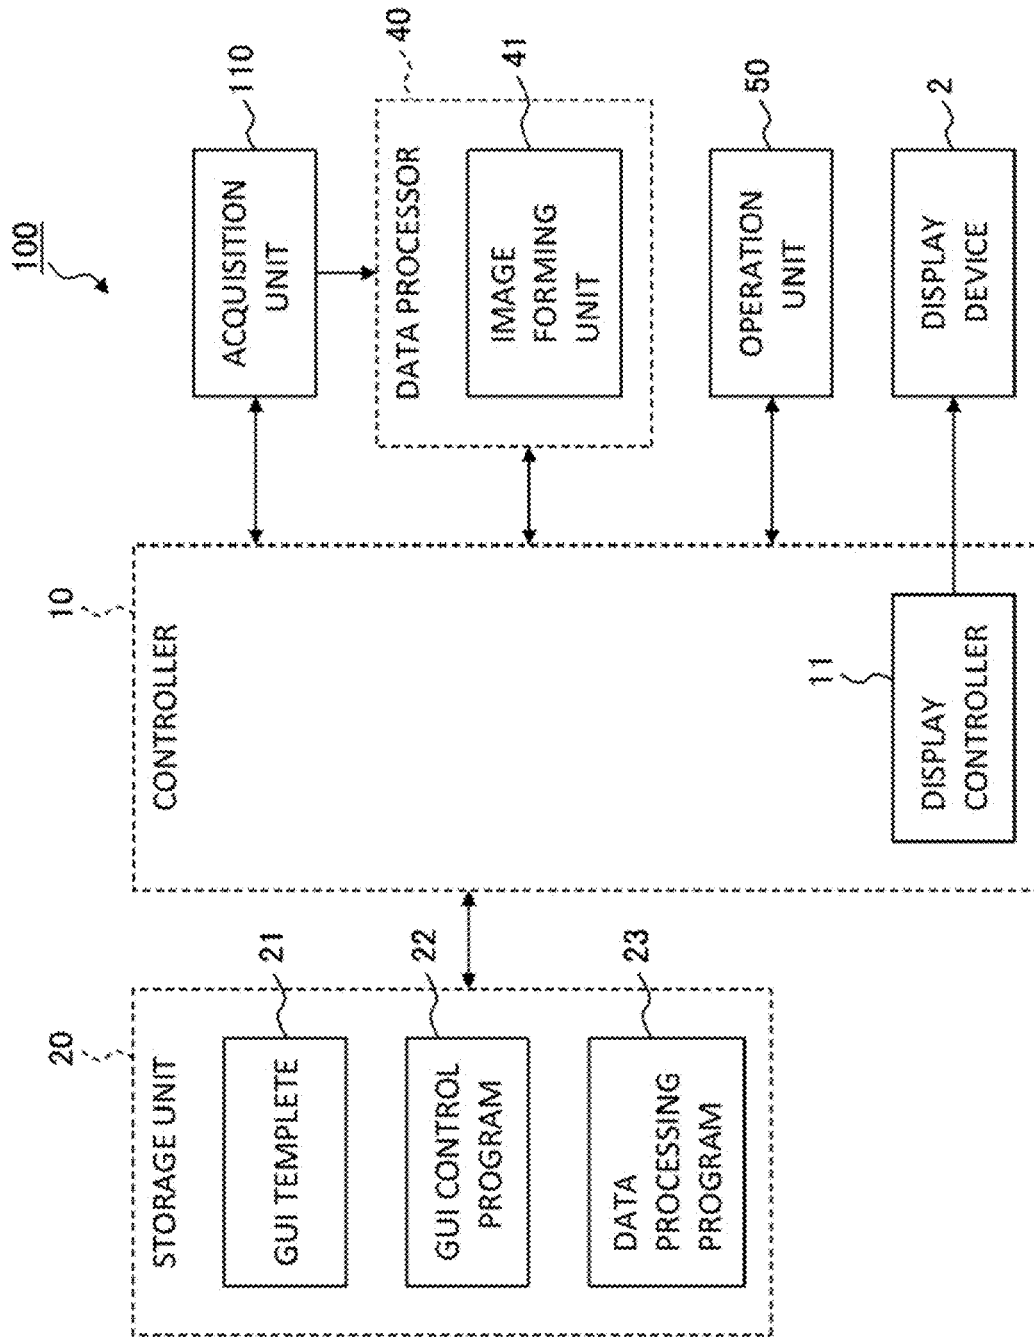 100
20
STORAGE UNIT
21
GUI TEMPLETE
22
GUI CONTROL
PROGRAM
23
DATA
PROCESSING
PROGRAM
10
CONTROLLER
11
DISPLAY
CONTROLLER
110
ACQUISITION
UNIT
40
DATA PROCESSOR
41
IMAGE
FORMING
UNIT
50
OPERATION
UNIT
2
DISPLAY
DEVICE